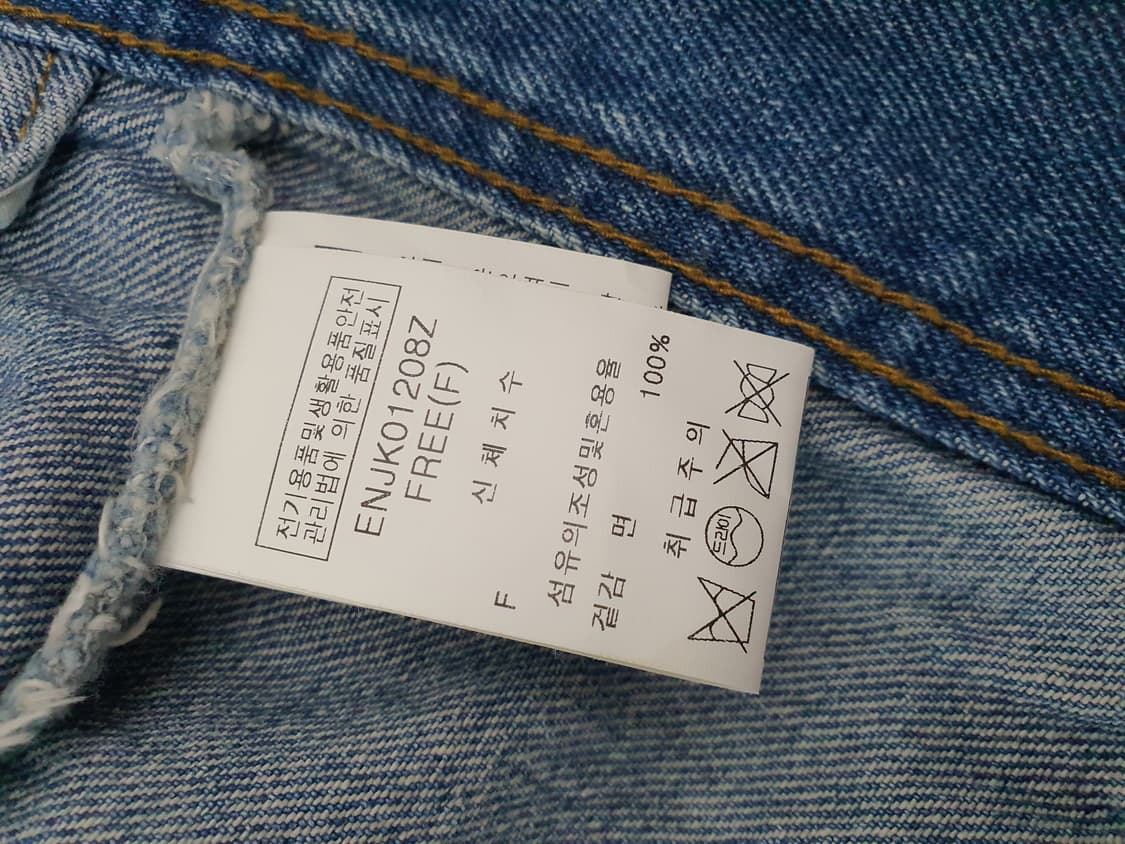 전기용품및생활용품안전
관리법에 의한 품질표시
ENJK01208Z
FREE(F)
신 체 치 수
F
섬유의조성및혼용율
겉감 면 100%
취 급 주 의
드라이